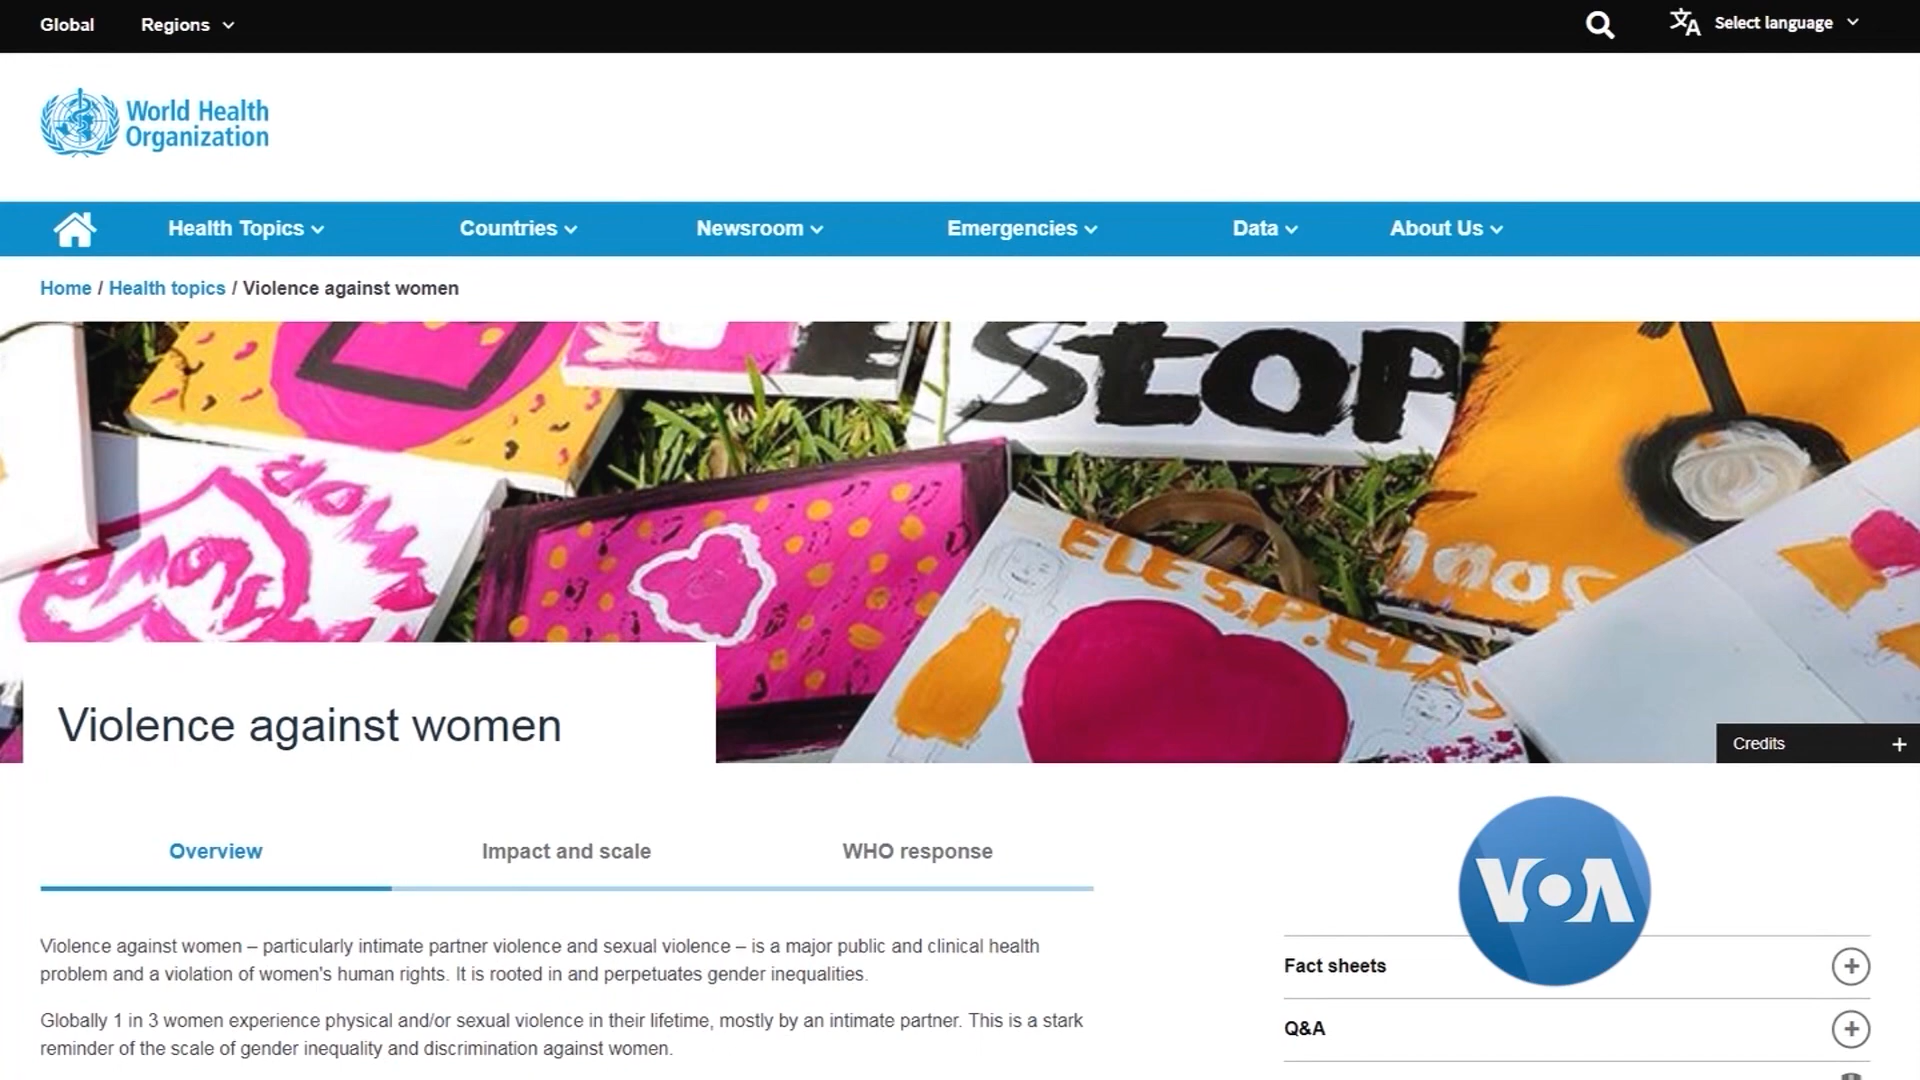 Global
Regions
Select language
World Health
Organization
Health Topics
Countries
Newsroom
Emergencies
Data
About Us
Home / Health topics / Violence against women
STOP
ELES.P.ELAS
Violence against women
Credits +
Overview
Impact and scale
WHO response
VOA
Violence against women – particularly intimate partner violence and sexual violence – is a major public and clinical health
problem and a violation of women's human rights. It is rooted in and perpetuates gender inequalities.
Fact sheets
Globally 1 in 3 women experience physical and/or sexual violence in their lifetime, mostly by an intimate partner. This is a stark
reminder of the scale of gender inequality and discrimination against women.
Q&A